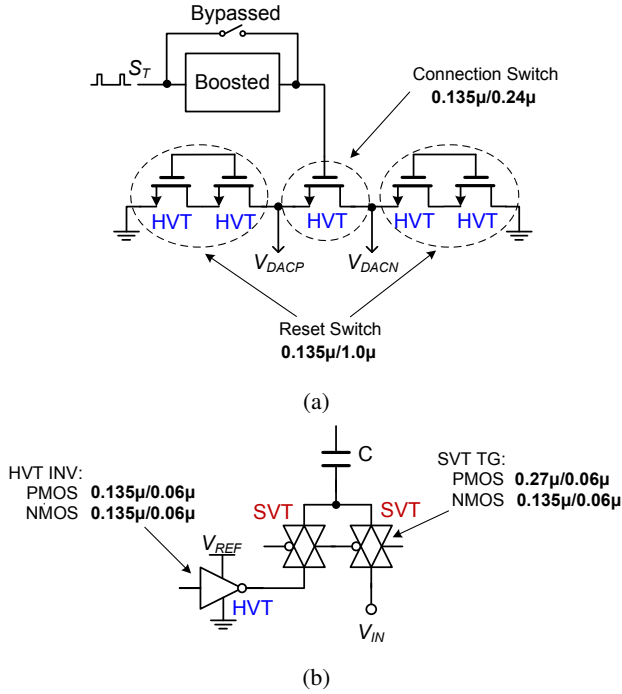 Bypassed
S_T
Boosted
Connection Switch
0.135μ/0.24μ
HVT HVT HVT HVT HVT
V_DACP V_DACN
Reset Switch
0.135μ/1.0μ
(a)
C
HVT INV:
PMOS 0.135μ/0.06μ
NMOS 0.135μ/0.06μ
SVT TG:
PMOS 0.27μ/0.06μ
NMOS 0.135μ/0.06μ
SVT SVT
V_REF
HVT
V_IN
(b)